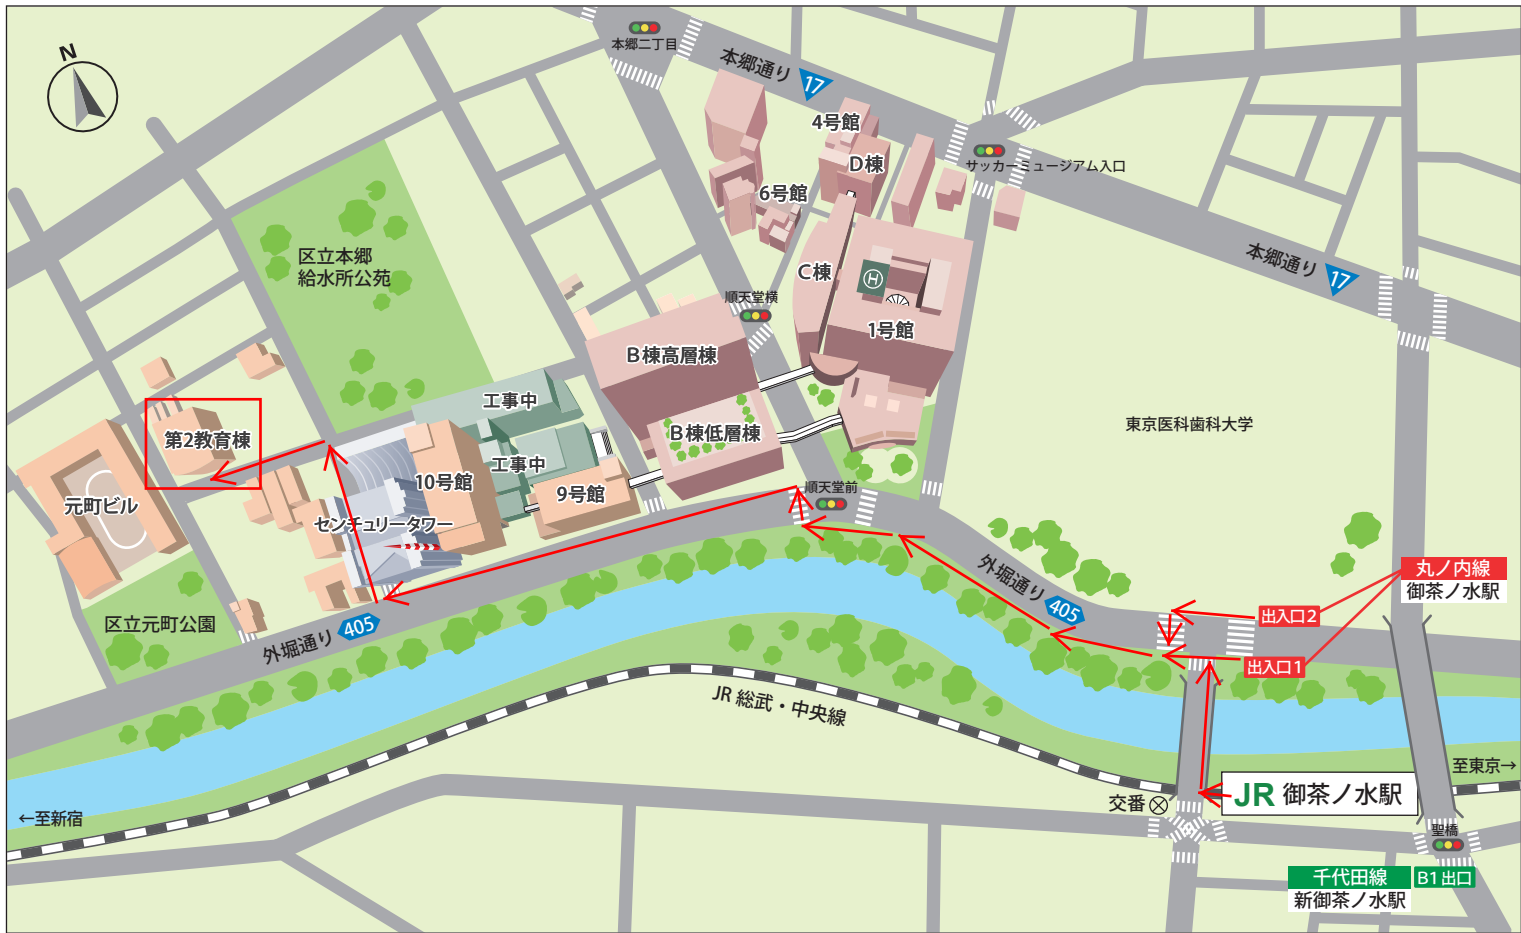 N
本郷二丁目
本郷通り
17
4号館
D棟
サッカーミュージアム入口
6号館
区立本郷
給水所公苑
C棟
H
本郷通り
17
順天堂横
1号館
B棟高層棟
工事中
東京医科歯科大学
第2教育棟
B棟低層棟
工事中
10号館
9号館
順天堂前
元町ビル
センチュリータワー
外堀通り
405
丸ノ内線
御茶ノ水駅
出入口2
区立元町公園
外堀通り
405
出入口1
JR 総武・中央線
至東京→
JR 御茶ノ水駅
交番
←至新宿
聖橋
千代田線
B1出口
新御茶ノ水駅